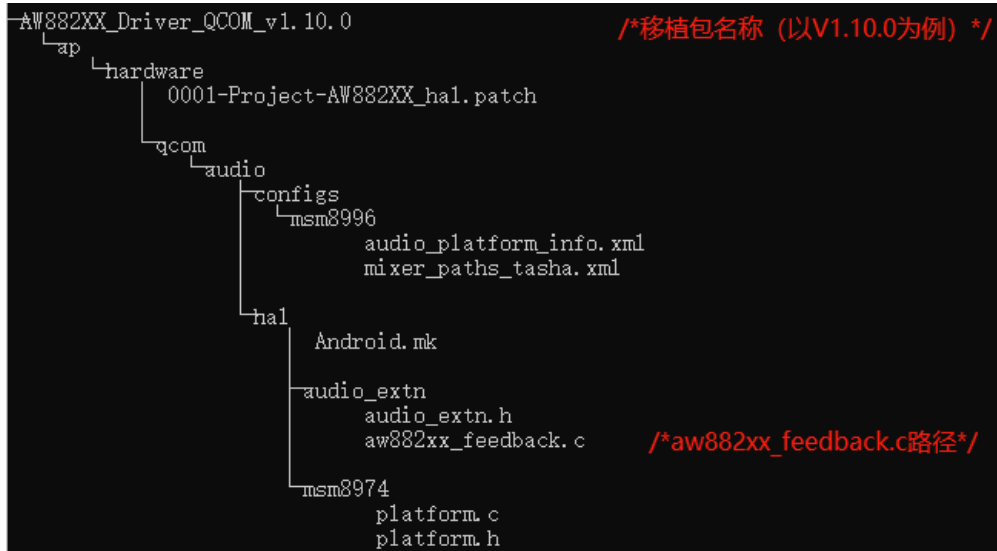 AW882XX_Driver_QCOM_v1.10.0 /*移植包名称（以V1.10.0为例）*/
ap
hardware
0001-Project-AW882XX_hal.patch
qcom
audio
configs
msm8996
audio_platform_info.xml
mixer_paths_tasha.xml
hal
Android.mk
audio_extn
audio_extn.h
aw882xx_feedback.c /*aw882xx_feedback.c路径*/
msm8974
platform.c
platform.h